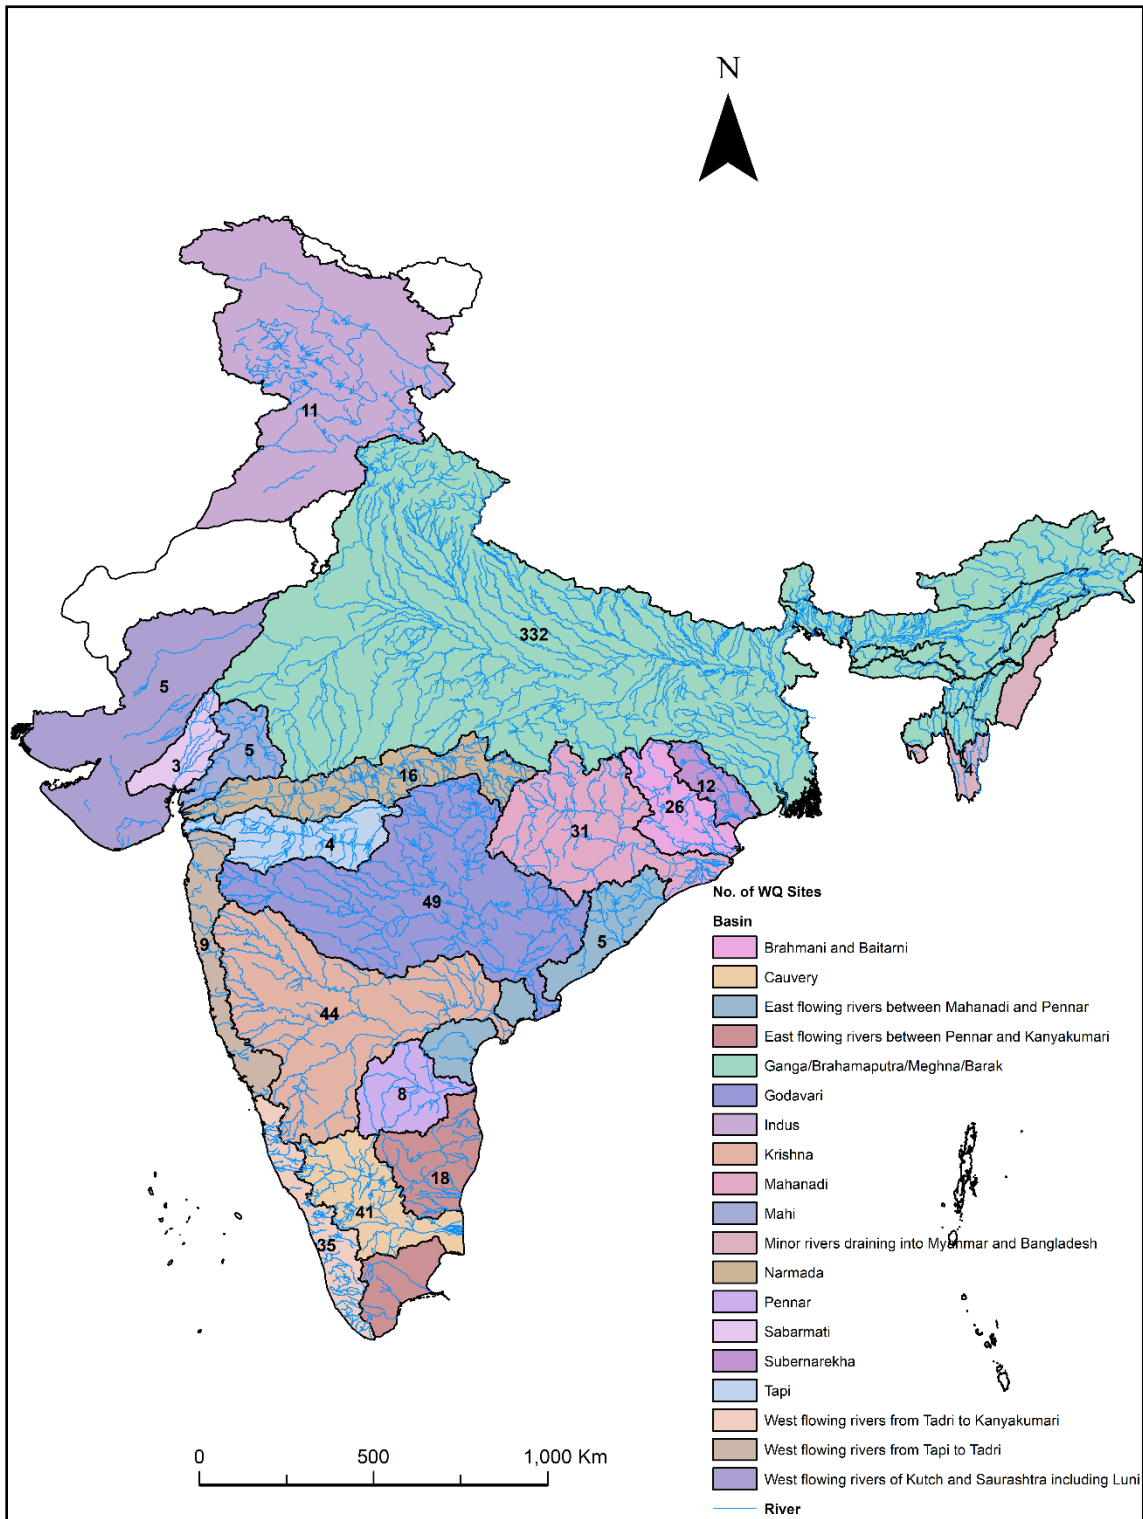 N
11
332
5
3
5
16
12
26
31
4
49
5
9
44
8
18
41
35
4
No. of WQ Sites
Basin
Brahmani and Baitarni
Cauvery
East flowing rivers between Mahanadi and Pennar
East flowing rivers between Pennar and Kanyakumari
Ganga/Brahamaputra/Meghna/Barak
Godavari
Indus
Krishna
Mahanadi
Mahi
Minor rivers draining into Myanmar and Bangladesh
Narmada
Pennar
Sabarmati
Subernarekha
Tapi
West flowing rivers from Tadri to Kanyakumari
West flowing rivers from Tapi to Tadri
West flowing rivers of Kutch and Saurashtra including Luni
River
0 500 1,000 Km